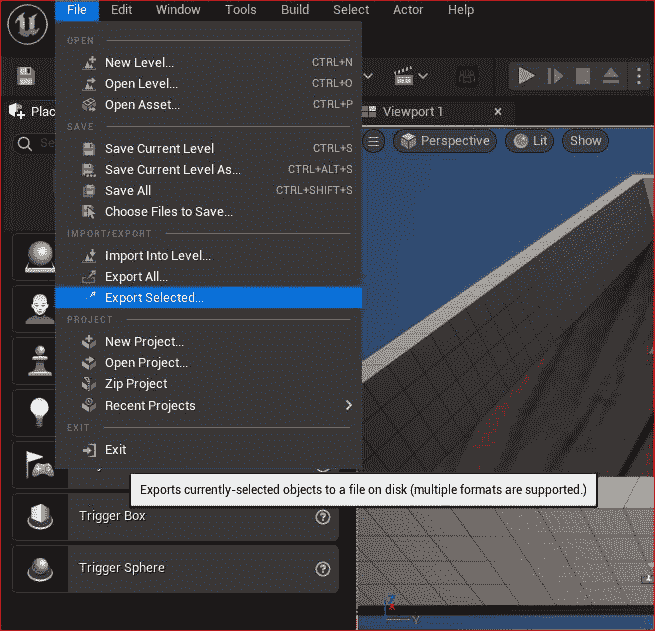 File Edit Window Tools Build Select Actor Help
OPEN
New Level... CTRL+N
Open Level... CTRL+O
Open Asset... CTRL+P
SAVE
Save Current Level CTRL+S
Save Current Level As... CTRL+ALT+S
Save All CTRL+SHIFT+S
Choose Files to Save...
IMPORT/EXPORT
Import Into Level...
Export All...
Export Selected...
PROJECT
New Project...
Open Project...
Zip Project
Recent Projects
EXIT
Exit
Exports currently-selected objects to a file on disk (multiple formats are supported.)
Plac
Se
Trigger Box
Trigger Sphere
Viewport 1
Perspective Lit Show
Z
Y